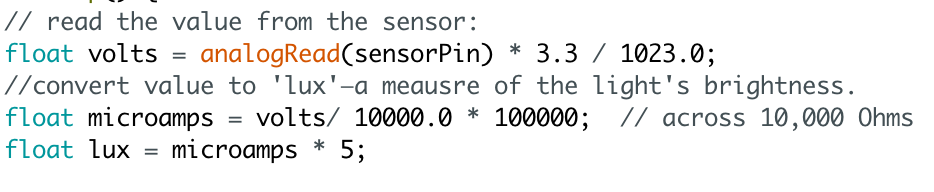 // read the value from the sensor:
float volts = analogRead(sensorPin) * 3.3 / 1023.0;
//convert value to 'lux'–a meausre of the light's brightness.
float microamps = volts/ 10000.0 * 100000;  // across 10,000 Ohms
float lux = microamps * 5;